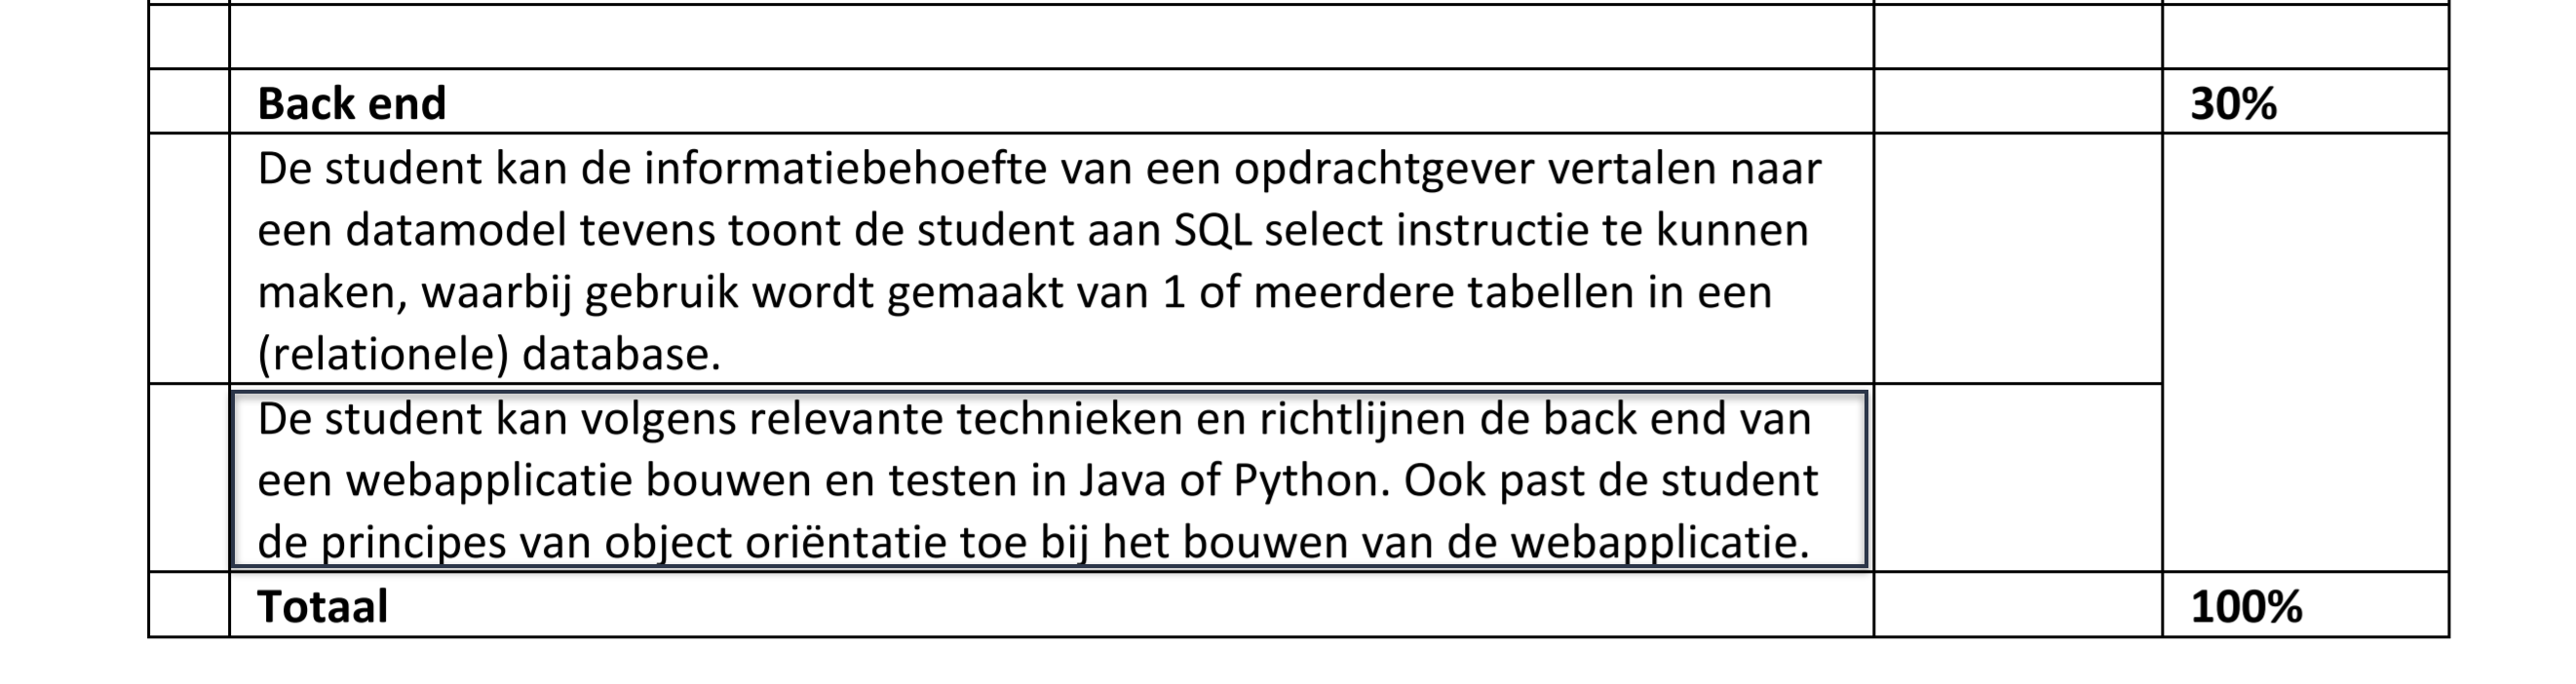 Back end 30%
De student kan de informatiebehoefte van een opdrachtgever vertalen naar
een datamodel tevens toont de student aan SQL select instructie te kunnen
maken, waarbij gebruik wordt gemaakt van 1 of meerdere tabellen in een
(relationele) database.
De student kan volgens relevante technieken en richtlijnen de back end van
een webapplicatie bouwen en testen in Java of Python. Ook past de student
de principes van object oriëntatie toe bij het bouwen van de webapplicatie.
Totaal 100%